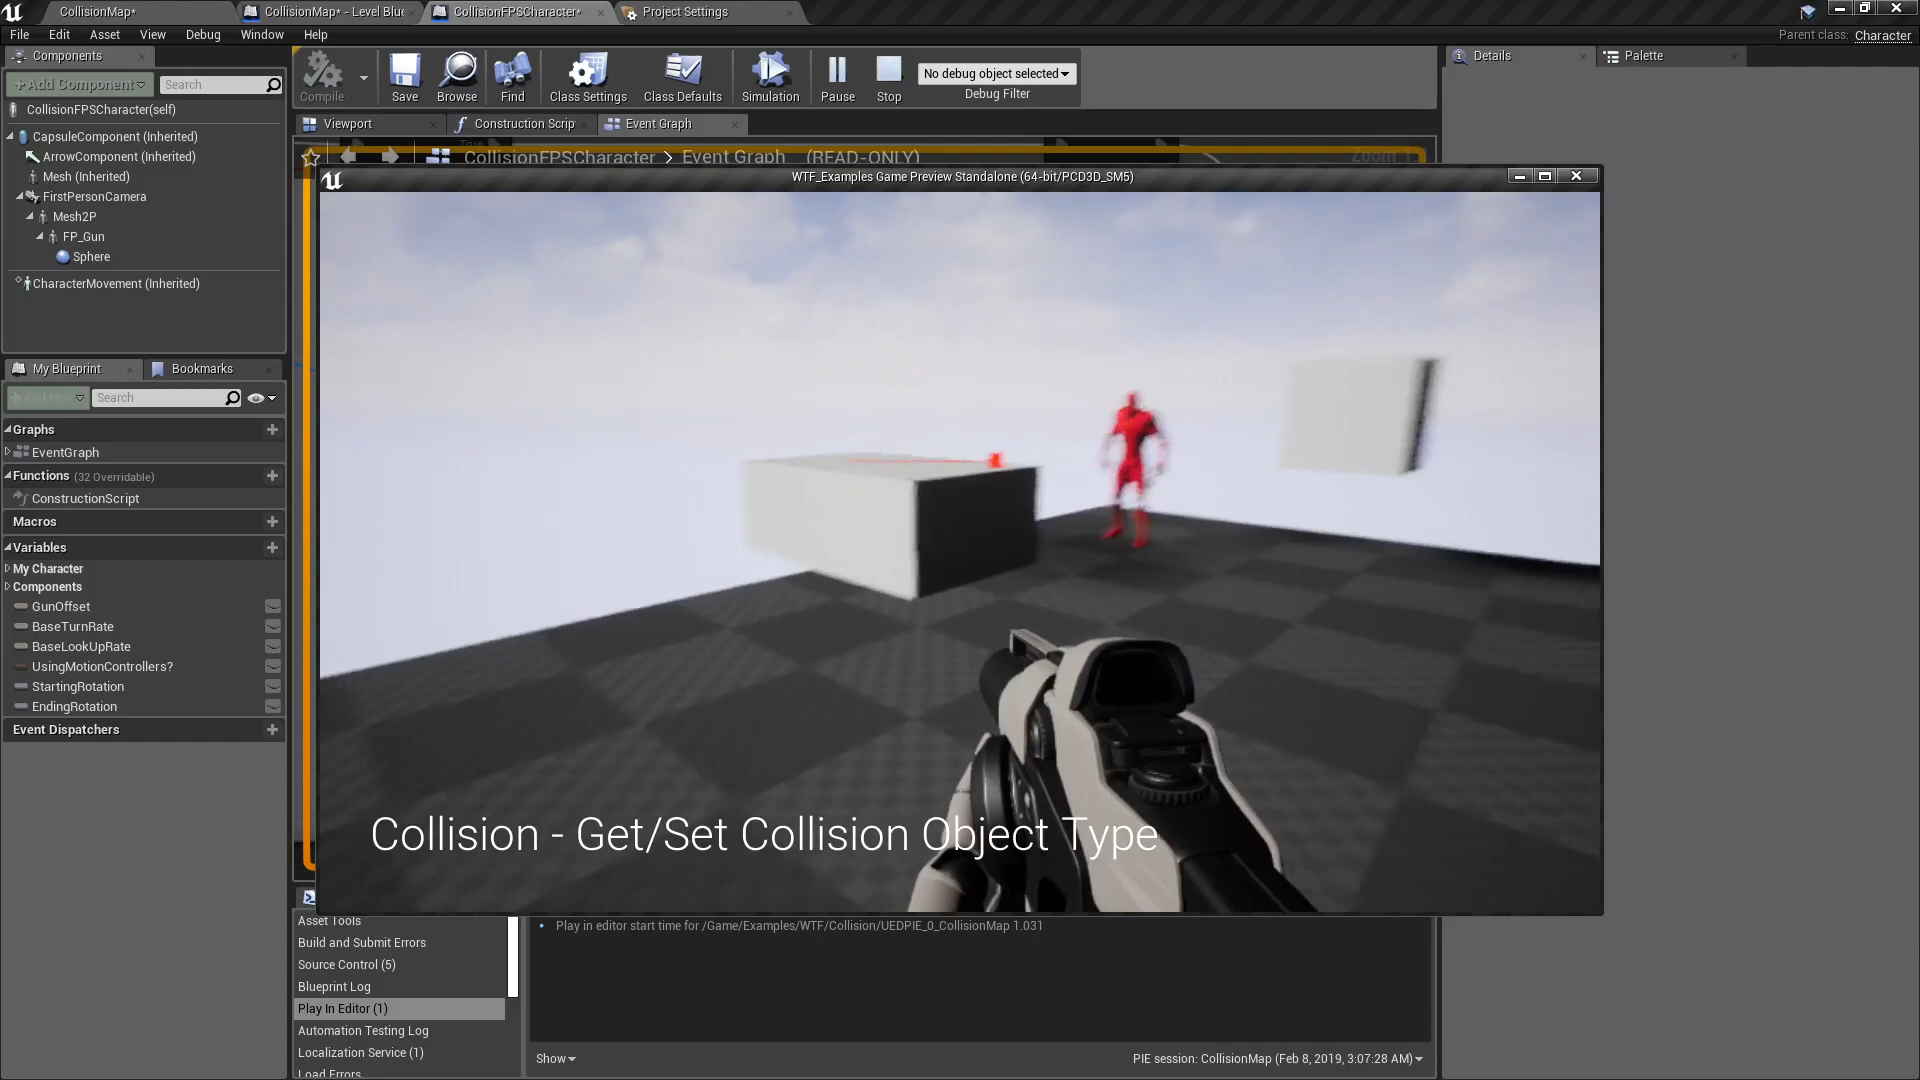 CollisionMap*
CollisionMap* - Level Blue
CollisionFPSCharacter*
Project Settings
File Edit Asset View Debug Window Help
Parent class: Character
Components
Add Component
Search
CollisionFPSCharacter(self)
CapsuleComponent (Inherited)
ArrowComponent (Inherited)
Mesh (Inherited)
FirstPersonCamera
Mesh2P
FP_Gun
Sphere
CharacterMovement (Inherited)
My Blueprint
Bookmarks
Add New
Search
Graphs
EventGraph
Functions (32 Overridable)
ConstructionScript
Macros
Variables
My Character
Components
GunOffset
BaseTurnRate
BaseLookUpRate
UsingMotionControllers?
StartingRotation
EndingRotation
Event Dispatchers
Compile
Save
Browse
Find
Class Settings
Class Defaults
Simulation
Pause
Stop
No debug object selected
Debug Filter
Viewport
Construction Scrip
Event Graph
CollisionFPSCharacter > Event Graph (READ-ONLY)
WTF_Examples Game Preview Standalone (64-bit/PCD3D_SM5)
Collision - Get/Set Collision Object Type
Details
Palette
Asset Tools
Build and Submit Errors
Source Control (5)
Blueprint Log
Play In Editor (1)
Automation Testing Log
Localization Service (1)
Load Errors
Play in editor start time for /Game/Examples/WTF/Collision/UEDPIE_0_CollisionMap 1.031
Show
PIE session: CollisionMap (Feb 8, 2019, 3:07:28 AM)